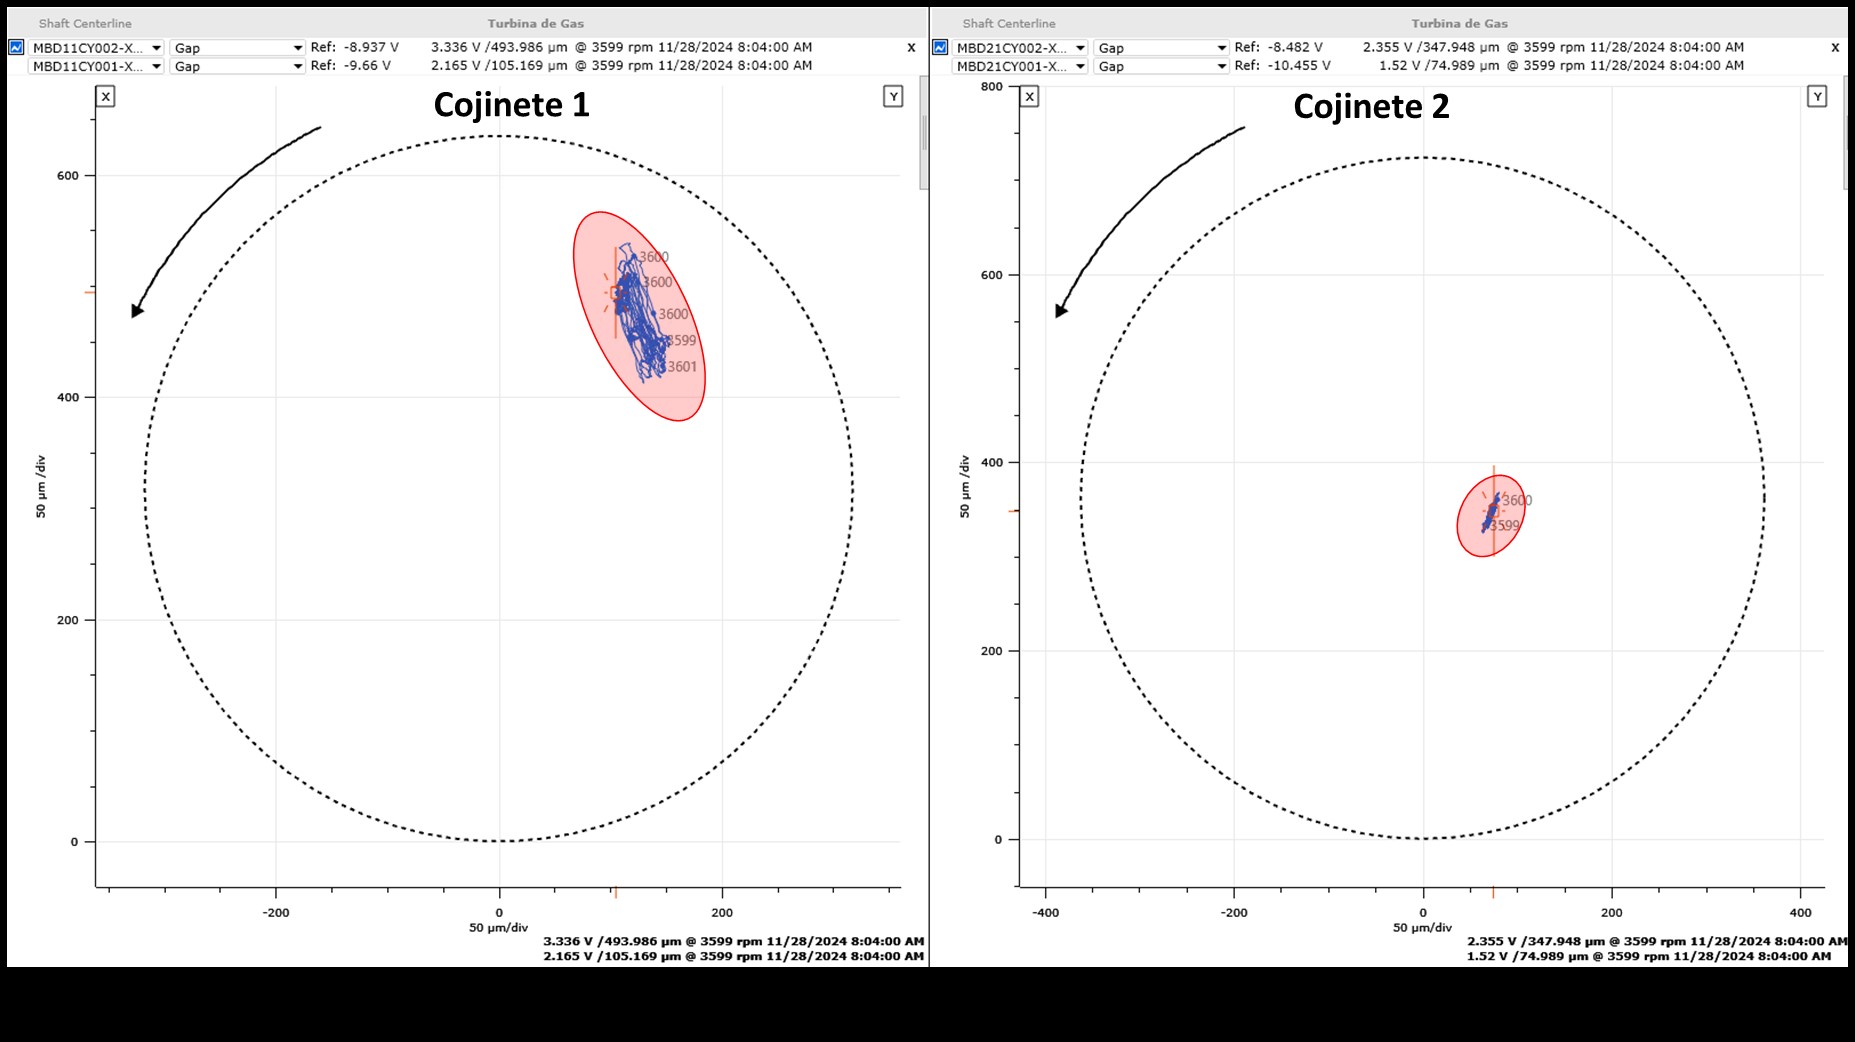 Shaft Centerline Turbina de Gas
MBD11CY002-X... Gap Ref: -8.937 V 3.336 V /493.986 µm @ 3599 rpm 11/28/2024 8:04:00 AM X
MBD11CY001-X... Gap Ref: -9.66 V 2.165 V /105.169 µm @ 3599 rpm 11/28/2024 8:04:00 AM
X Cojinete 1 Y
600
3600
3600
3600
3599
3601
400
50 µm /div
200
0
-200 0 200
50 µm/div
3.336 V /493.986 µm @ 3599 rpm 11/28/2024 8:04:00 AM
2.165 V /105.169 µm @ 3599 rpm 11/28/2024 8:04:00 AM
Shaft Centerline Turbina de Gas
MBD21CY002-X... Gap Ref: -8.482 V 2.355 V /347.948 µm @ 3599 rpm 11/28/2024 8:04:00 AM X
MBD21CY001-X... Gap Ref: -10.455 V 1.52 V /74.989 µm @ 3599 rpm 11/28/2024 8:04:00 AM
800
X Cojinete 2 Y
600
400
3600
3599
50 µm /div
200
0
-400 -200 0 200 400
50 µm/div
2.355 V /347.948 µm @ 3599 rpm 11/28/2024 8:04:00 AM
1.52 V /74.989 µm @ 3599 rpm 11/28/2024 8:04:00 AM